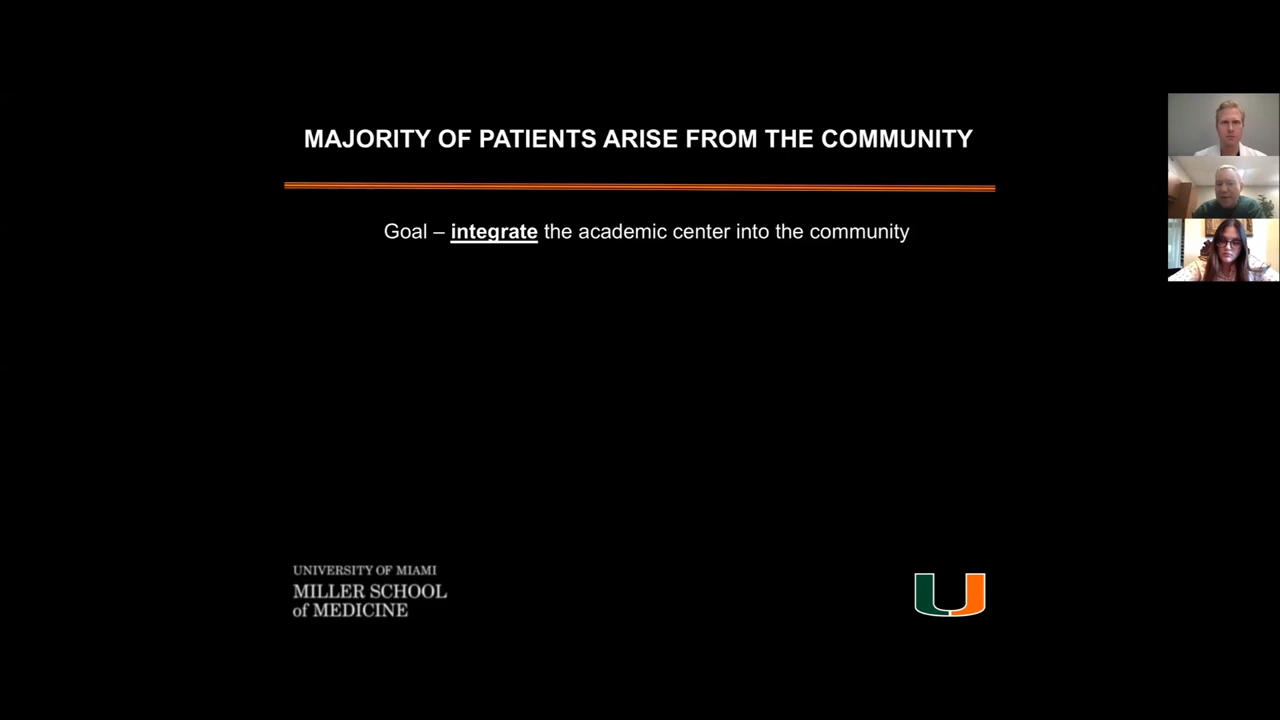 MAJORITY OF PATIENTS ARISE FROM THE COMMUNITY
Goal – integrate the academic center into the community
UNIVERSITY OF MIAMI
MILLER SCHOOL
of MEDICINE